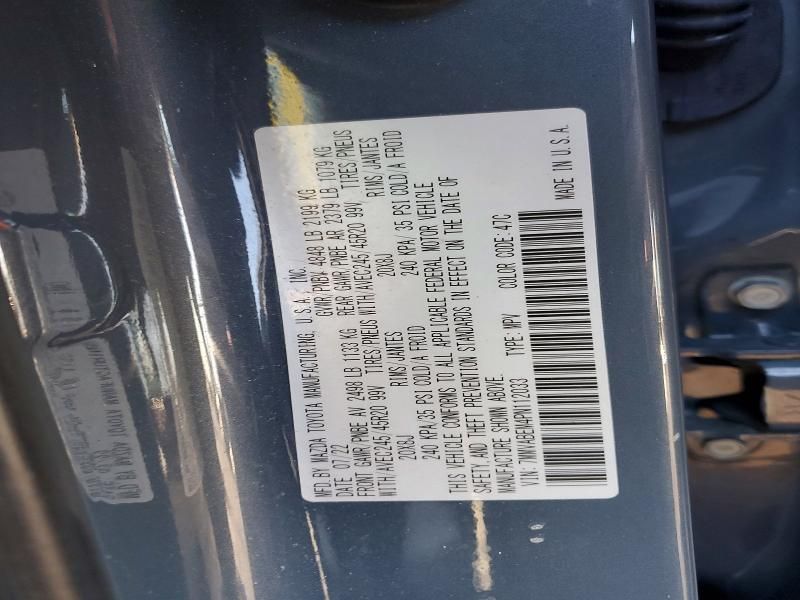 MFD. BY MAZDA TOYOTA MANUFACTURING, U.S.A., INC.
DATE 07/22 GVWR/PNBV 4848 LB 2199 KG
FRONT GAWR/PNBE AV 2498 LB 1133 KG REAR GAWR/PNBE AR 2379 LB 1079 KG
WITH/AVEC245/45R20 99V TIRES/PNEUS WITH/AVEC245/45R20 99V TIRES/PNEUS
20X8J RIMS/JANTES 20X8J RIMS/JANTES
240 KPA/ 35 PSI COLD/A FROID 240 KPA/ 35 PSI COLD/A FROID
THIS VEHICLE CONFORMS TO ALL APPLICABLE FEDERAL MOTOR VEHICLE
SAFETY AND THEFT PREVENTION STANDARDS IN EFFECT ON THE DATE OF
MANUFACTURE SHOWN ABOVE.
VIN: 7MMVABEM4PN112033 TYPE: MPV COLOR CODE: 47C
MADE IN U.S.A.